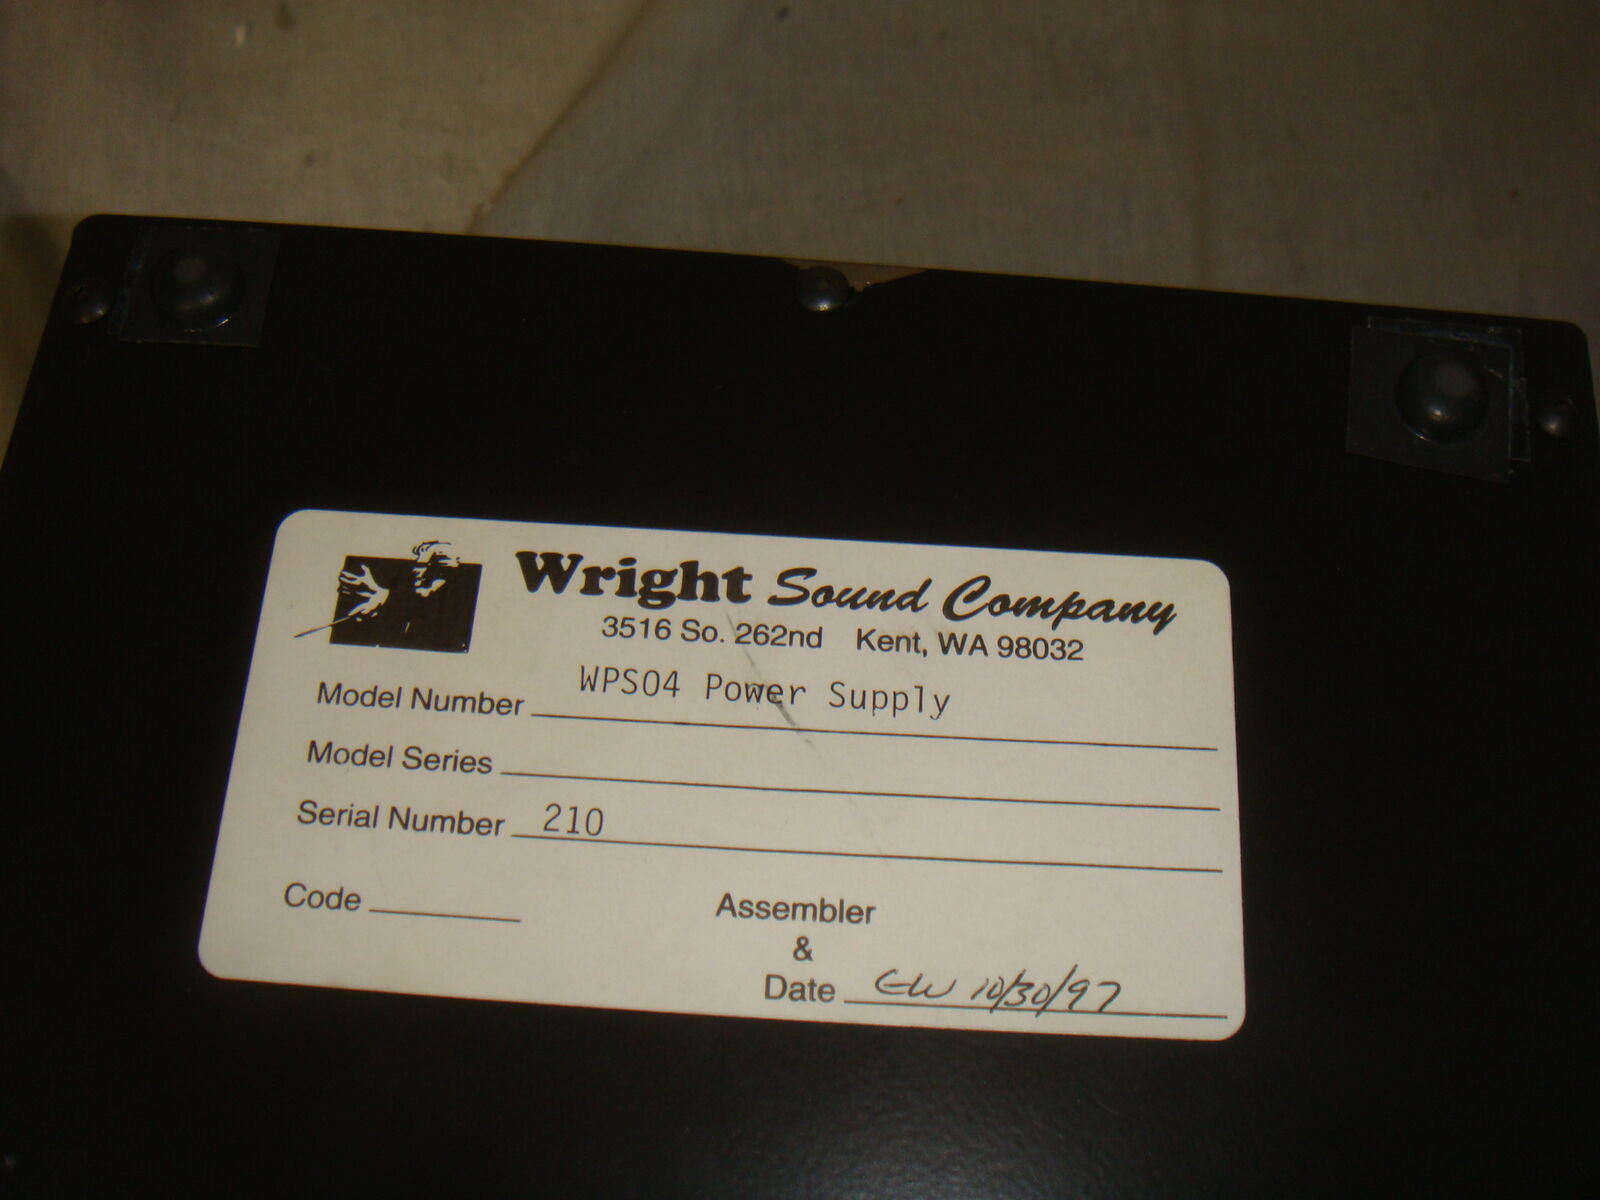 Wright Sound Company
3516 So. 262nd Kent, WA 98032
Model Number WPS04 Power Supply
Model Series
Serial Number 210
Code
Assembler
&
Date GW 10/30/97